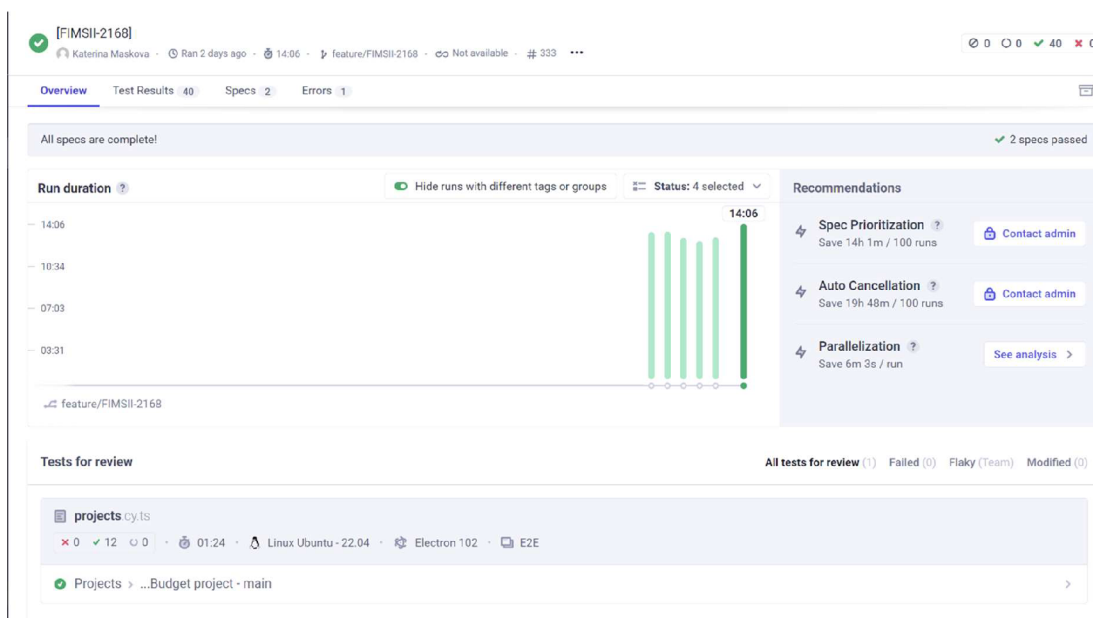 [FIMSII-2168]
Katerina Maskova · Ran 2 days ago · 14:06 · feature/FIMSII-2168 · Not available · # 333 •••
0 0 40 0
Overview Test Results 40 Specs 2 Errors 1
All specs are complete! 2 specs passed
Run duration ? Hide runs with different tags or groups Status: 4 selected
14:06
14:06
10:34
07:03
03:31
feature/FIMSII-2168
Recommendations
Spec Prioritization ?
Save 14h 1m / 100 runs
Contact admin
Auto Cancellation ?
Save 19h 48m / 100 runs
Contact admin
Parallelization ?
Save 6m 3s / run
See analysis
Tests for review All tests for review (1) Failed (0) Flaky (Team) Modified (0)
projects.cy.ts
0 12 0 · 01:24 · Linux Ubuntu - 22.04 · Electron 102 · E2E
Projects > ...Budget project - main